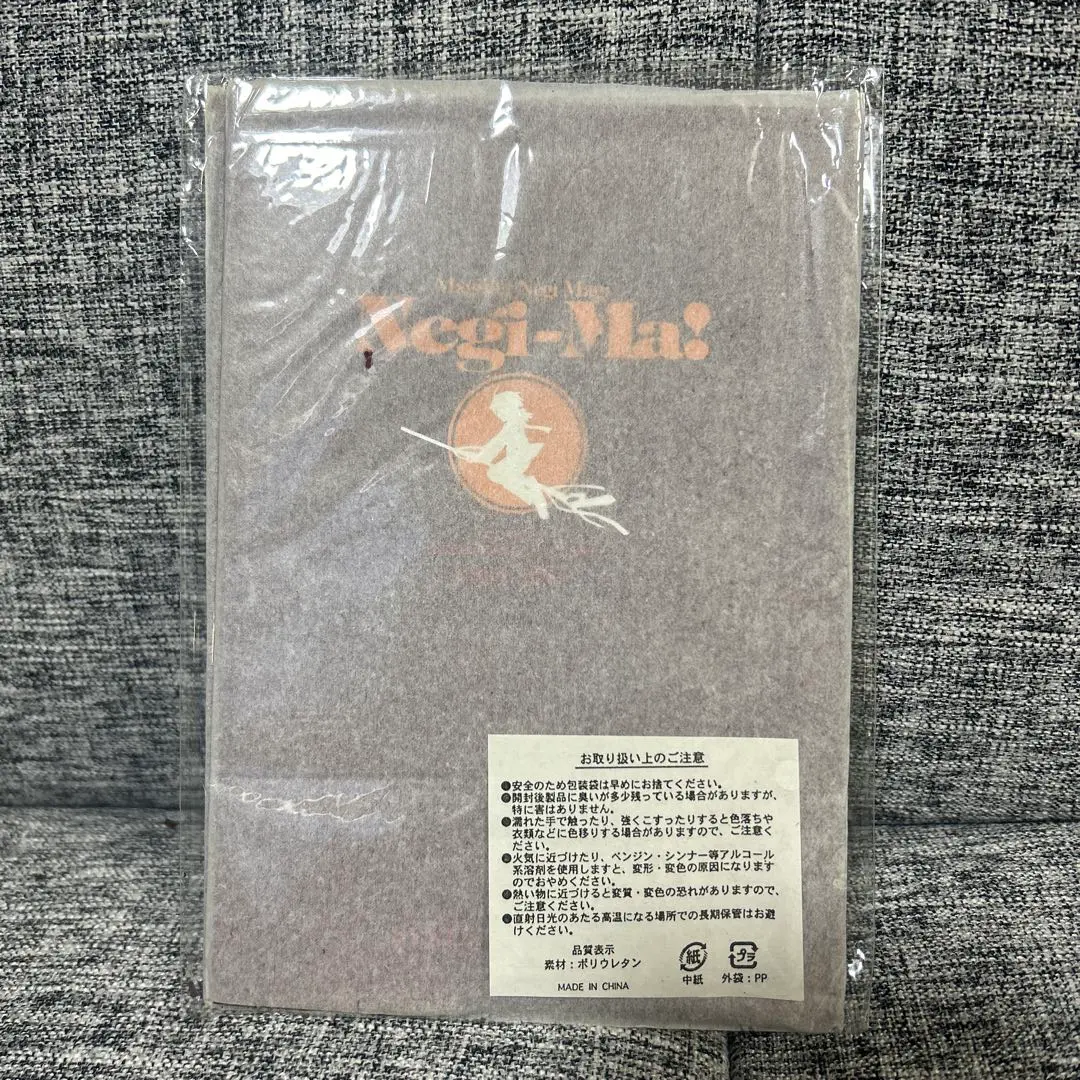 Negi-Ma!
お取り扱い上のご注意
●安全のため包装袋は早めにお捨てください。
●開封後製品に臭いが多少残っている場合がありますが、
特に害はありません。
●濡れた手で触ったり、強くこすったりすると色落ちや
衣類などに色移りする場合がありますので、ご注意く
ださい。
●火気に近づけたり、ベンジン・シンナー等アルコール
系溶剤を使用しますと、変形・変色の原因になります
のでおやめください。
●熱い物に近づけると変質・変色の恐れがありますので、
ご注意ください。
●直射日光のあたる高温になる場所での長期保管はお避
けください。
品質表示
素材：ポリウレタン
MADE IN CHINA
紙
中紙
プラ
外袋：PP